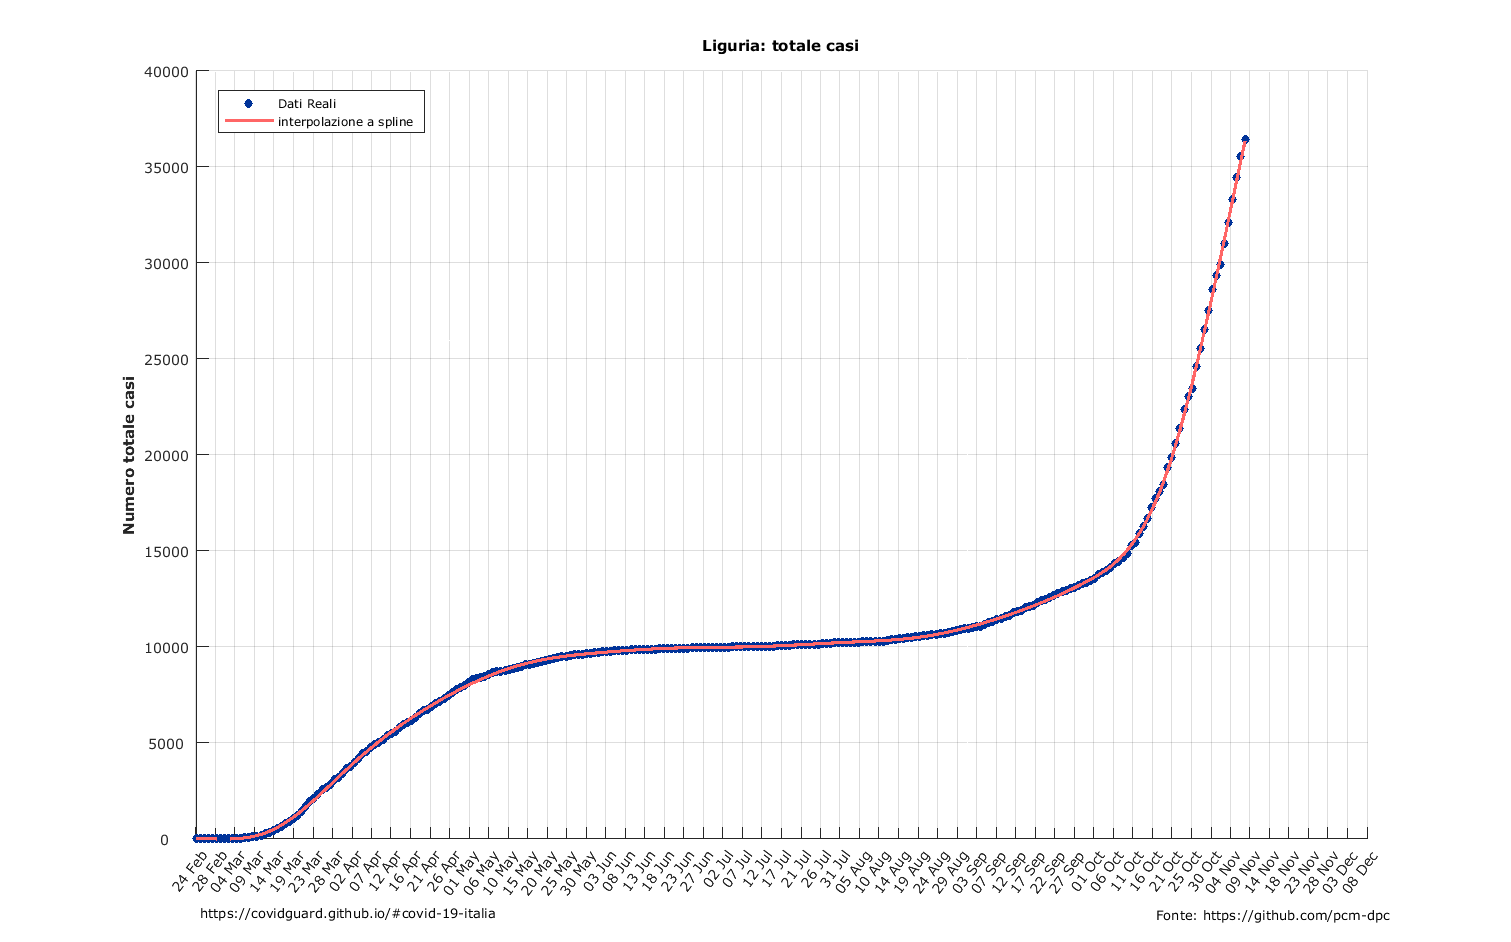 Liguria: totale casi
40000
35000
30000
25000
20000
15000
10000
5000
0
Numero totale casi
Dati Reali
interpolazione a spline
24 Feb
28 Feb
04 Mar
09 Mar
14 Mar
19 Mar
23 Mar
28 Mar
02 Apr
07 Apr
12 Apr
16 Apr
21 Apr
26 Apr
01 May
06 May
10 May
15 May
20 May
25 May
30 May
03 Jun
08 Jun
13 Jun
18 Jun
23 Jun
27 Jun
02 Jul
07 Jul
12 Jul
17 Jul
21 Jul
26 Jul
31 Jul
05 Aug
10 Aug
14 Aug
19 Aug
24 Aug
29 Aug
03 Sep
07 Sep
12 Sep
17 Sep
22 Sep
27 Sep
01 Oct
06 Oct
11 Oct
16 Oct
21 Oct
25 Oct
30 Oct
04 Nov
09 Nov
14 Nov
18 Nov
23 Nov
28 Nov
03 Dec
08 Dec
https://covidguard.github.io/#covid-19-italia
Fonte: https://github.com/pcm-dpc